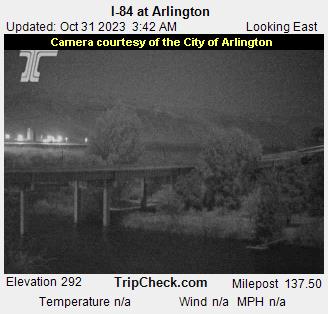 I-84 at Arlington
Updated: Oct 31 2023 3:42 AM Looking East
Camera courtesy of the City of Arlington
Elevation 292 TripCheck.com Milepost 137.50
Temperature n/a Wind n/a MPH n/a